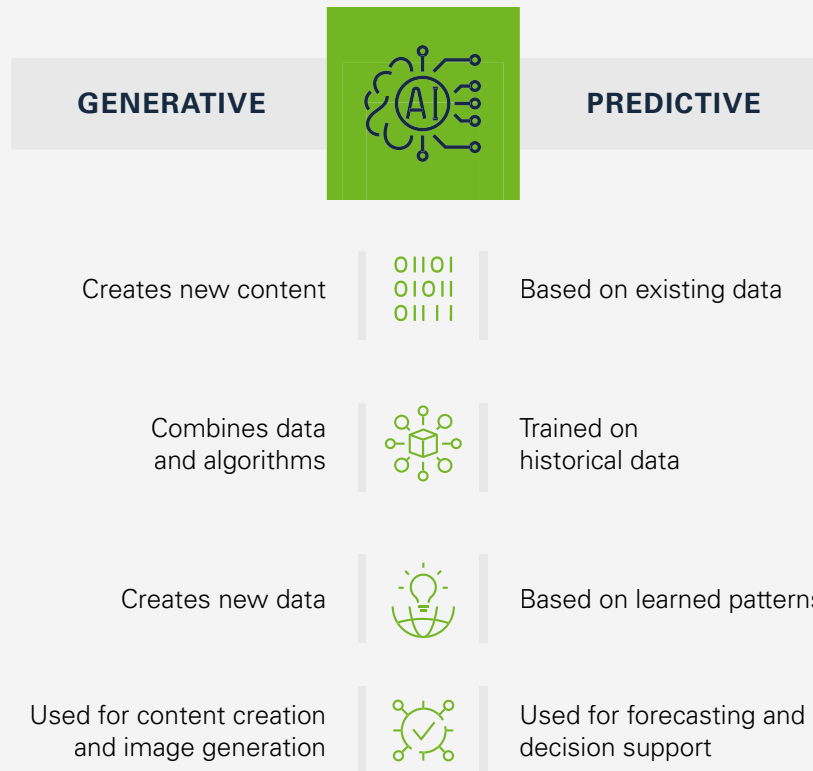 GENERATIVE
AI
PREDICTIVE
Creates new content
01101
01011
01111
Based on existing data
Combines data
and algorithms
Trained on
historical data
Creates new data
Based on learned patterns
Used for content creation
and image generation
Used for forecasting and
decision support